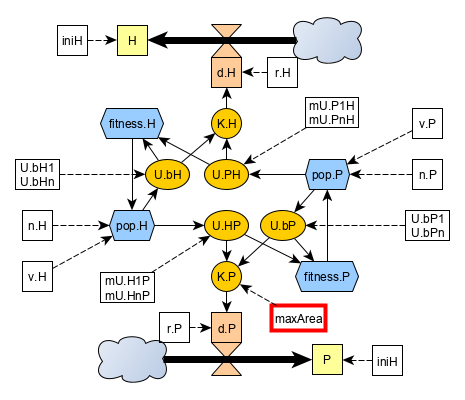 iniH
H
d.H
r.H
fitness.H
K.H
mU.P1H
mU.PnH
v.P
U.bH1
U.bHn
U.bH
U.PH
pop.P
n.P
n.H
pop.H
U.HP
U.bP
U.bP1
U.bPn
v.H
mU.H1P
mU.HnP
K.P
fitness.P
maxArea
r.P
d.P
P
iniH